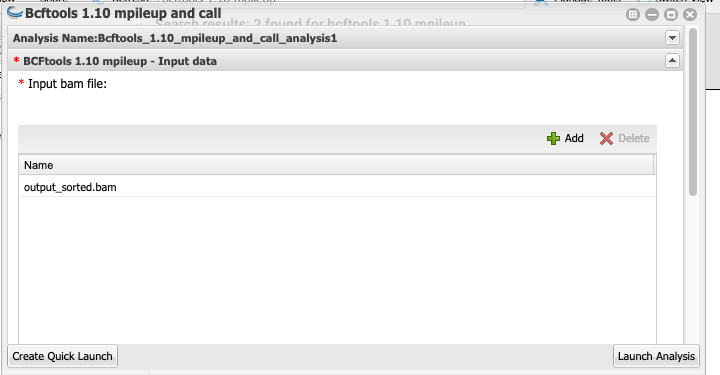 Search results: 2 found for bcftools 1.10 mpileup
Bcftools 1.10 mpileup and call
Analysis Name:Bcftools_1.10_mpileup_and_call_analysis1
* BCFtools 1.10 mpileup - Input data
* Input bam file:
Add Delete
Name
output_sorted.bam
Create Quick Launch Launch Analysis